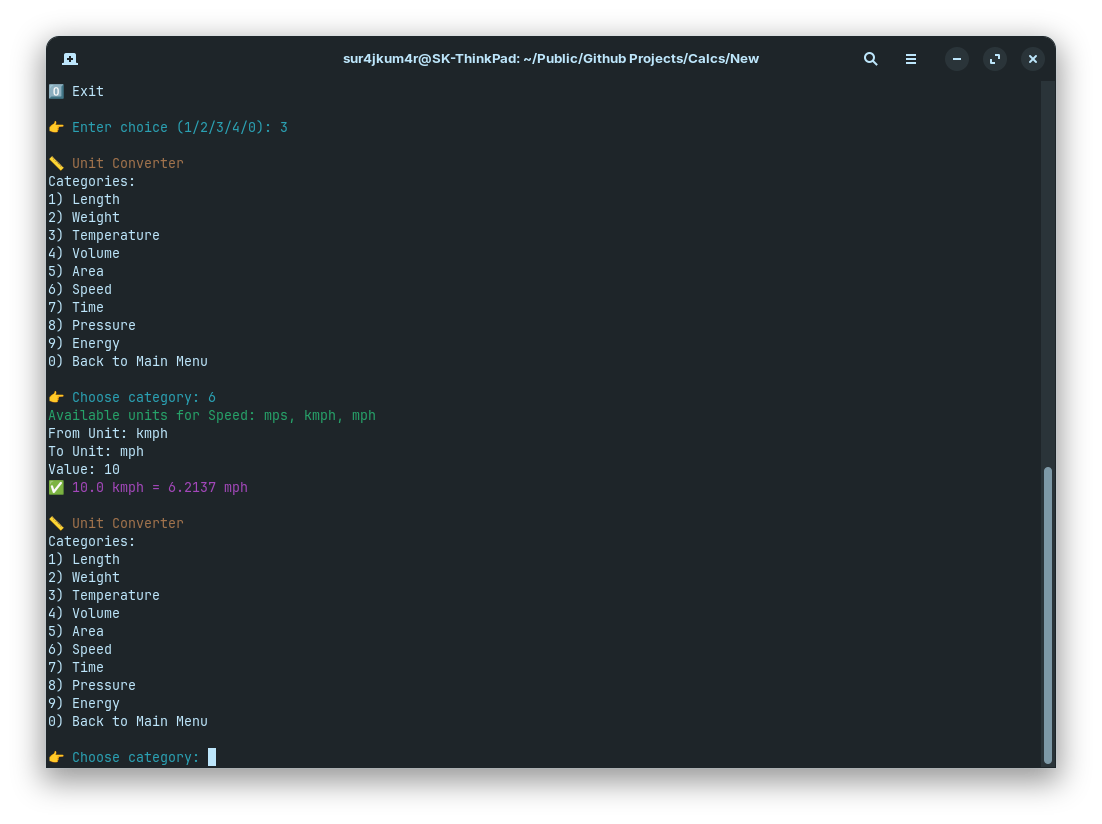 sur4jkum4r@SK-ThinkPad: ~/Public/Github Projects/Calcs/New
0️⃣ Exit
👉 Enter choice (1/2/3/4/0): 3
📏 Unit Converter
Categories:
1) Length
2) Weight
3) Temperature
4) Volume
5) Area
6) Speed
7) Time
8) Pressure
9) Energy
0) Back to Main Menu
👉 Choose category: 6
Available units for Speed: mps, kmph, mph
From Unit: kmph
To Unit: mph
Value: 10
✅ 10.0 kmph = 6.2137 mph
📏 Unit Converter
Categories:
1) Length
2) Weight
3) Temperature
4) Volume
5) Area
6) Speed
7) Time
8) Pressure
9) Energy
0) Back to Main Menu
👉 Choose category: